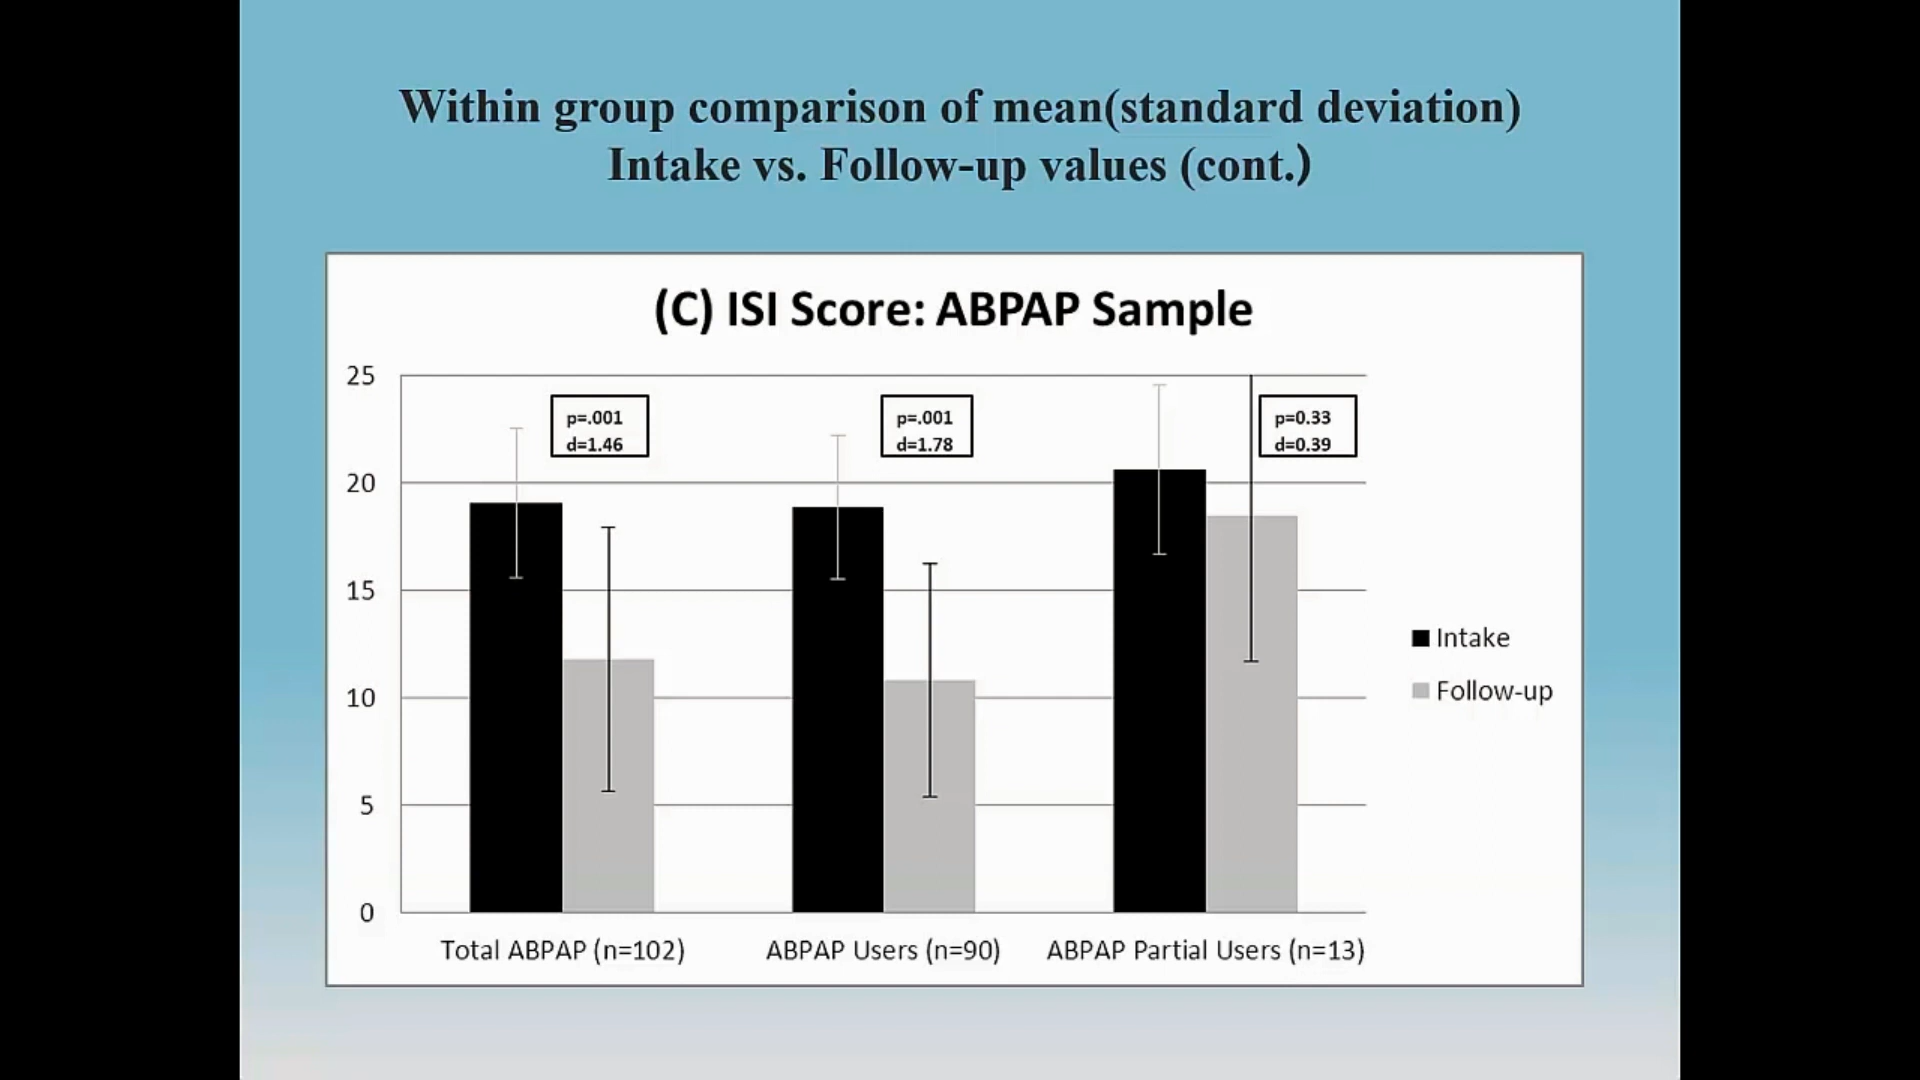 Within group comparison of mean(standard deviation)
Intake vs. Follow-up values (cont.)
(C) ISI Score: ABPAP Sample
25
20
15
10
5
0
p=.001
d=1.46
p=.001
d=1.78
p=0.33
d=0.39
Intake
Follow-up
Total ABPAP (n=102)
ABPAP Users (n=90)
ABPAP Partial Users (n=13)